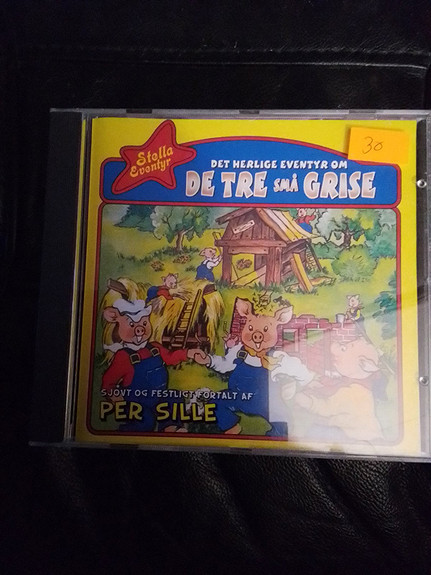 Stella
Eventyr
DET HERLIGE EVENTYR OM
DE TRE SMÅ GRISE
30
SJOVT OG FESTLIGT FORTALT AF
PER SILLE